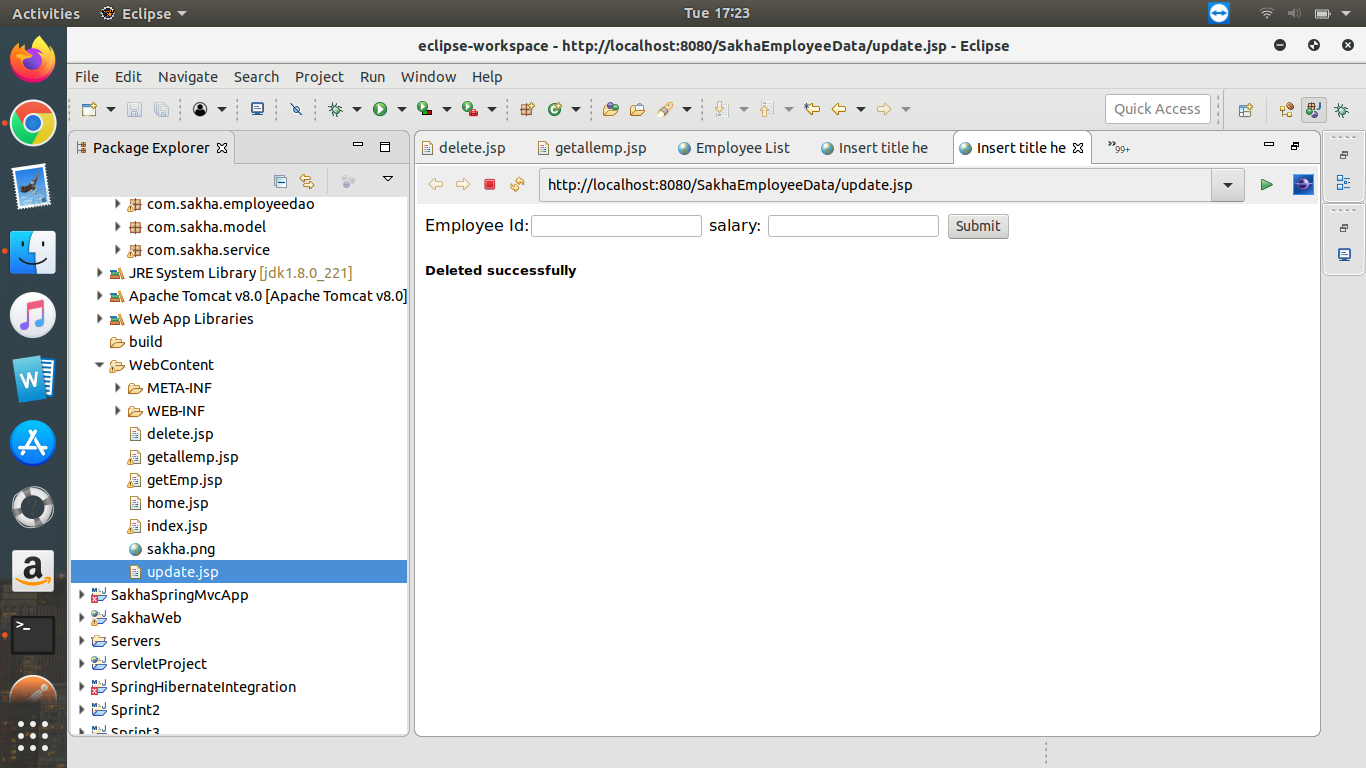 Activities Eclipse Tue 17:23
eclipse-workspace - http://localhost:8080/SakhaEmployeeData/update.jsp - Eclipse
File Edit Navigate Search Project Run Window Help
Quick Access
Package Explorer
delete.jsp getallemp.jsp Employee List Insert title he Insert title he »99+
http://localhost:8080/SakhaEmployeeData/update.jsp
com.sakha.employeedao
com.sakha.model
com.sakha.service
JRE System Library [jdk1.8.0_221]
Apache Tomcat v8.0 [Apache Tomcat v8.0]
Web App Libraries
build
WebContent
META-INF
WEB-INF
delete.jsp
getallemp.jsp
getEmp.jsp
home.jsp
index.jsp
sakha.png
update.jsp
SakhaSpringMvcApp
SakhaWeb
Servers
ServletProject
SpringHibernateIntegration
Sprint2
Sprint3
Employee Id: salary: Submit
Deleted successfully